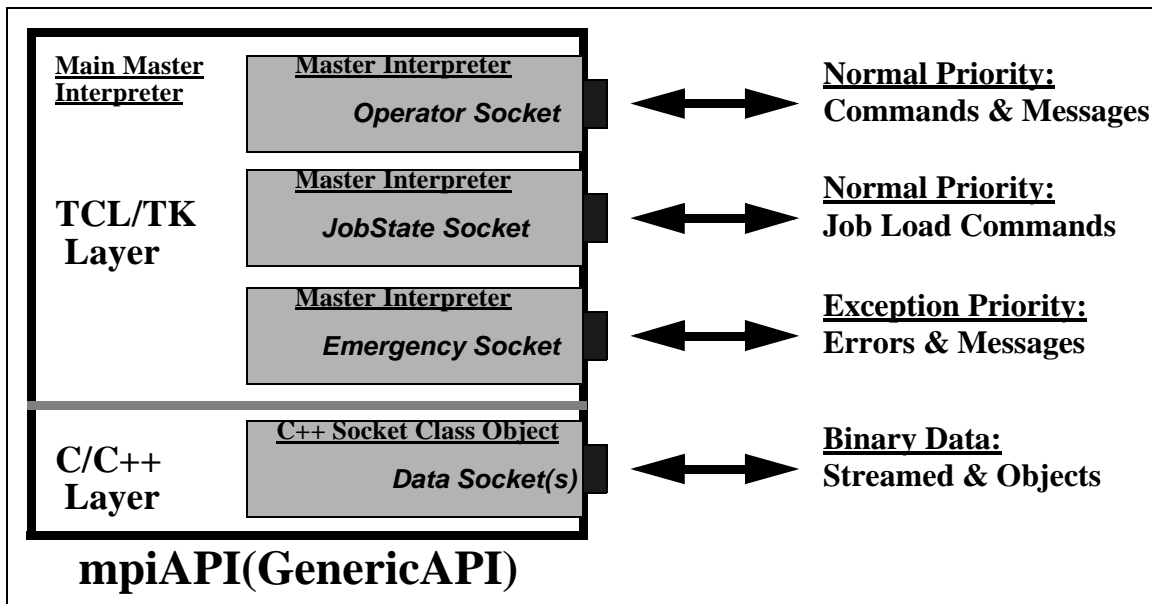 Main Master
Interpreter
Master Interpreter
Operator Socket
Normal Priority:
Commands & Messages
TCL/TK
Layer
Master Interpreter
JobState Socket
Normal Priority:
Job Load Commands
Master Interpreter
Emergency Socket
Exception Priority:
Errors & Messages
C/C++
Layer
C++ Socket Class Object
Data Socket(s)
Binary Data:
Streamed & Objects
mpiAPI(GenericAPI)